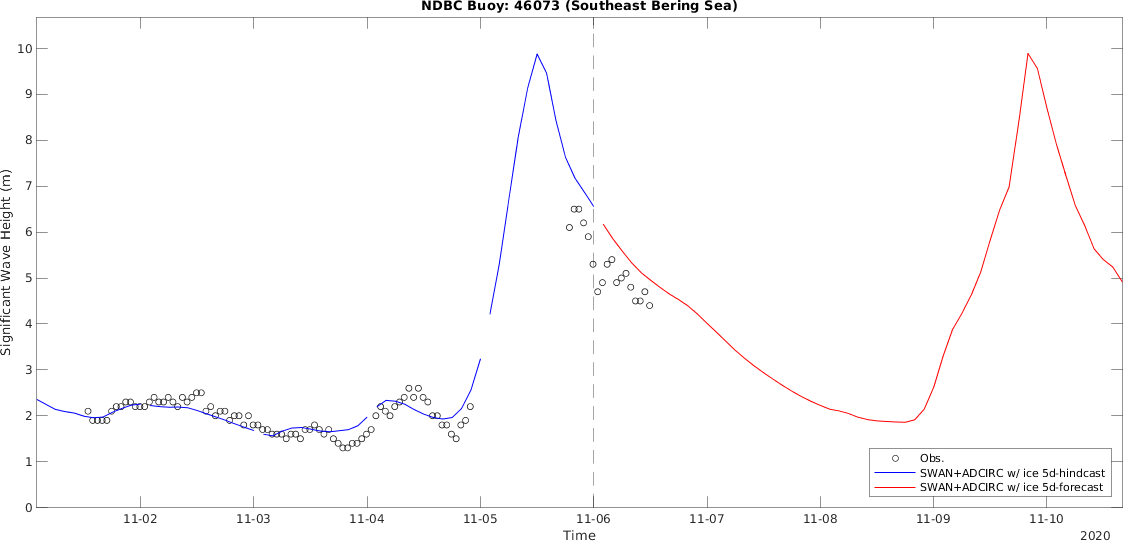 NDBC Buoy: 46073 (Southeast Bering Sea)
Significant Wave Height (m)
10
9
8
7
6
5
4
3
2
1
0
Obs.
SWAN+ADCIRC w/ ice 5d-hindcast
SWAN+ADCIRC w/ ice 5d-forecast
11-02 11-03 11-04 11-05 11-06 11-07 11-08 11-09 11-10
Time
2020